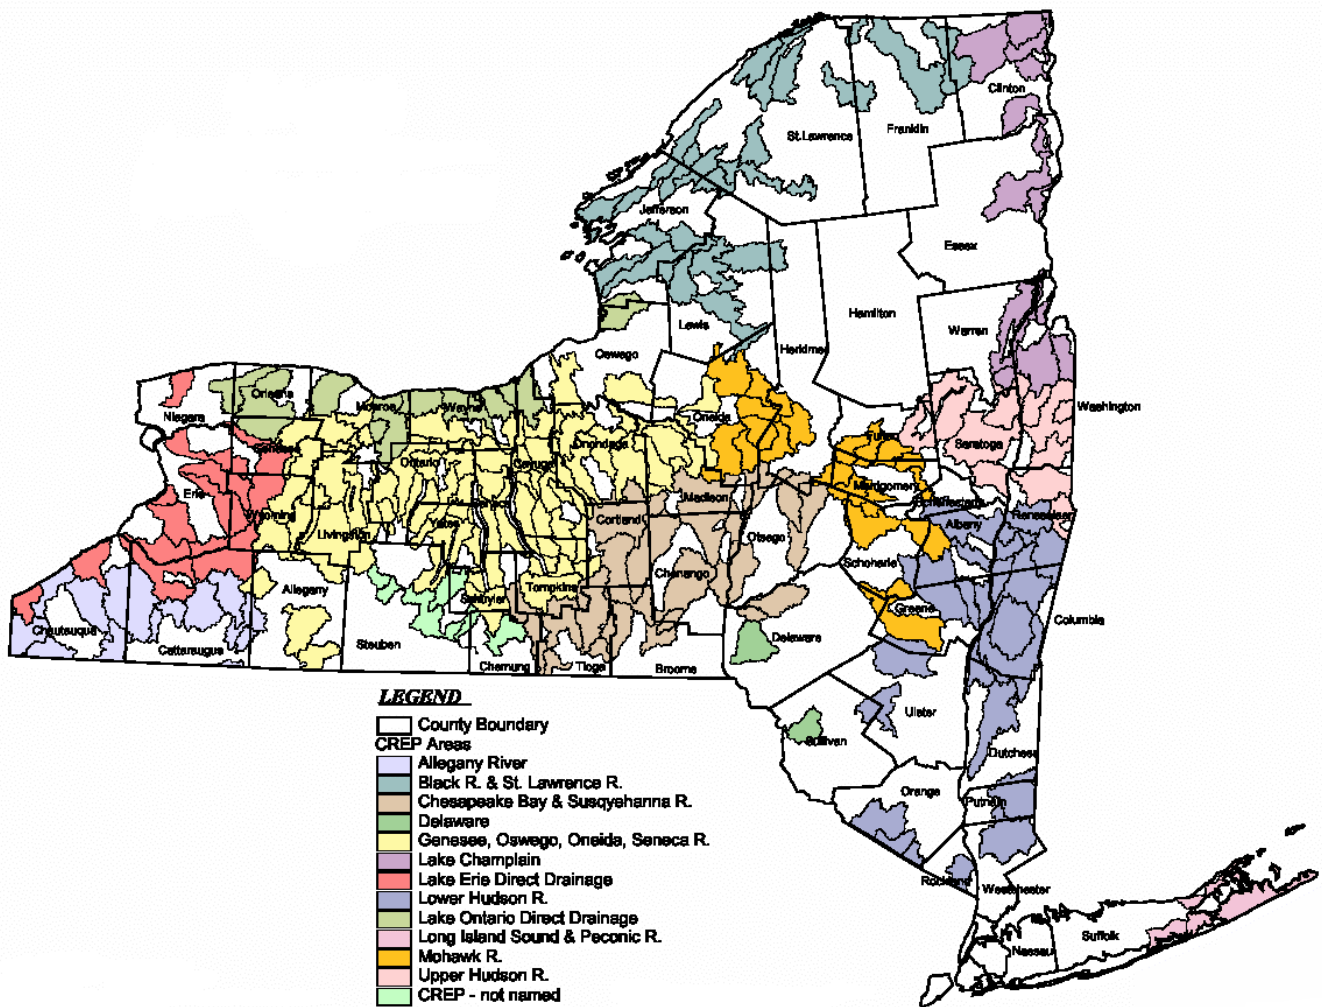 Clinton
St.Lawrence
Franklin
Jefferson
Essex
Hamilton
Lewis
Warren
Herkimer
Oswego
Orleans
Niagara
Monroe
Wayne
Washington
Oneida
Fulton
Saratoga
Genesee
Ontario
Cayuga
Onondaga
Erie
Madison
Montgomery
Wyoming
Yates
Cortland
Otsego
Albany
Rensselaer
Livingston
Schoharie
Chenango
Allegany
Schuyler
Tompkins
Greene
Columbia
Chautauqua
Cattaraugus
Steuben
Chemung
Tioga
Broome
Delaware
Ulster
Sullivan
Dutchess
Orange
Putnam
Rockland
Westchester
Nassau
Suffolk
LEGEND
County Boundary
CREP Areas
Allegany River
Black R. & St. Lawrence R.
Chesapeake Bay & Susqyehanna R.
Delaware
Genesee, Oswego, Oneida, Seneca R.
Lake Champlain
Lake Erie Direct Drainage
Lower Hudson R.
Lake Ontario Direct Drainage
Long Island Sound & Peconic R.
Mohawk R.
Upper Hudson R.
CREP - not named